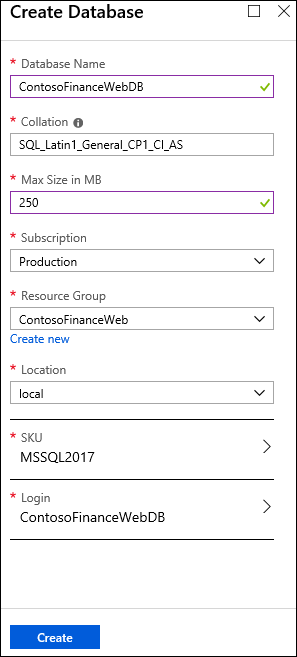 Create Database
* Database Name
ContosoFinanceWebDB
* Collation
SQL_Latin1_General_CP1_CI_AS
* Max Size in MB
250
* Subscription
Production
* Resource Group
ContosoFinanceWeb
Create new
* Location
local
* SKU
MSSQL2017
* Login
ContosoFinanceWebDB
Create